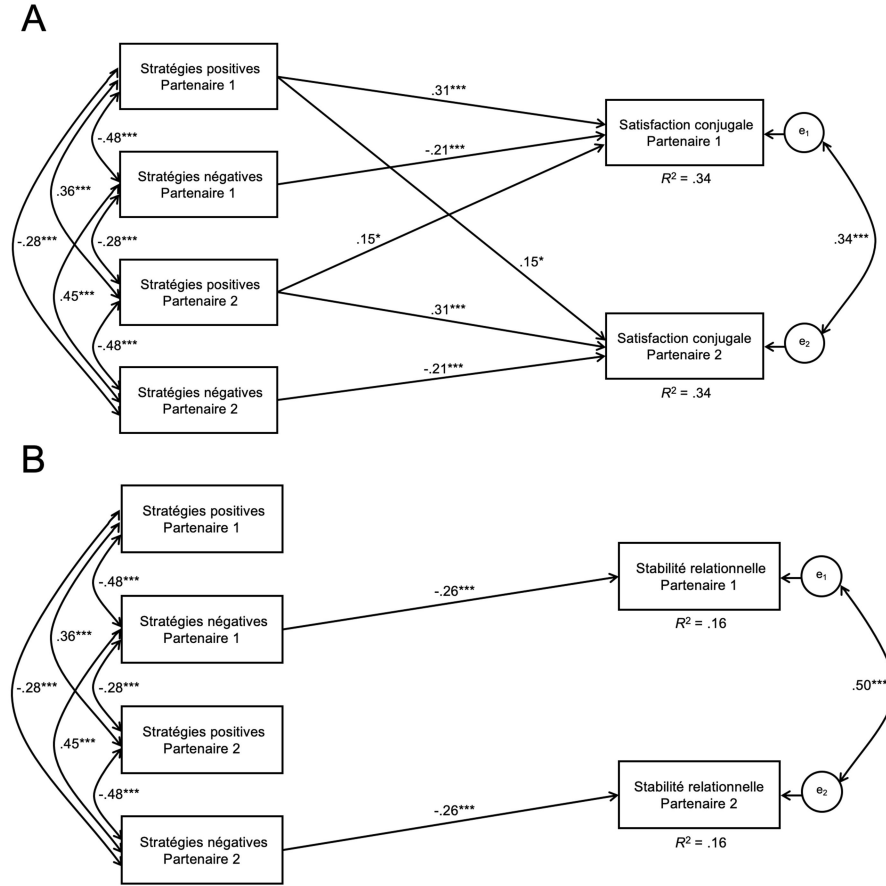 A
Stratégies positives
Partenaire 1
.31***
Satisfaction conjugale
Partenaire 1
e1
-.48***
-.21***
R² = .34
Stratégies négatives
Partenaire 1
.36***
-.28***
-.28***
.15*
.34***
.15*
Stratégies positives
Partenaire 2
.45***
.31***
Satisfaction conjugale
Partenaire 2
e2
-.48***
-.21***
R² = .34
Stratégies négatives
Partenaire 2
B
Stratégies positives
Partenaire 1
Stabilité relationnelle
Partenaire 1
e1
-.48***
-.26***
R² = .16
Stratégies négatives
Partenaire 1
.36***
-.28***
-.28***
.50***
Stratégies positives
Partenaire 2
.45***
Stabilité relationnelle
Partenaire 2
e2
-.48***
-.26***
R² = .16
Stratégies négatives
Partenaire 2